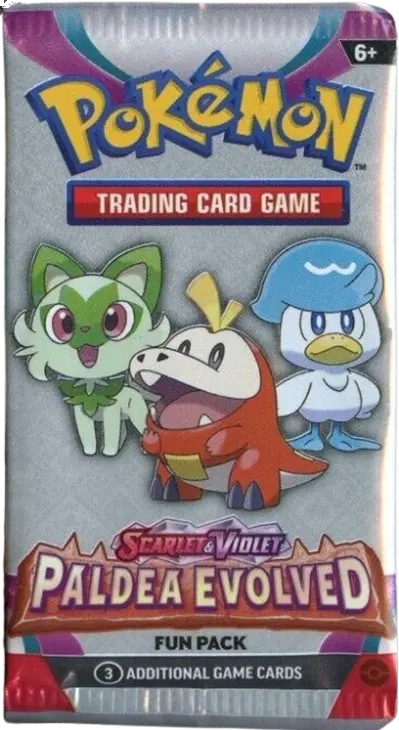 6+
POKÉMON
TM
TRADING CARD GAME
SCARLET & VIOLET
PALDEA EVOLVED
FUN PACK
3 ADDITIONAL GAME CARDS